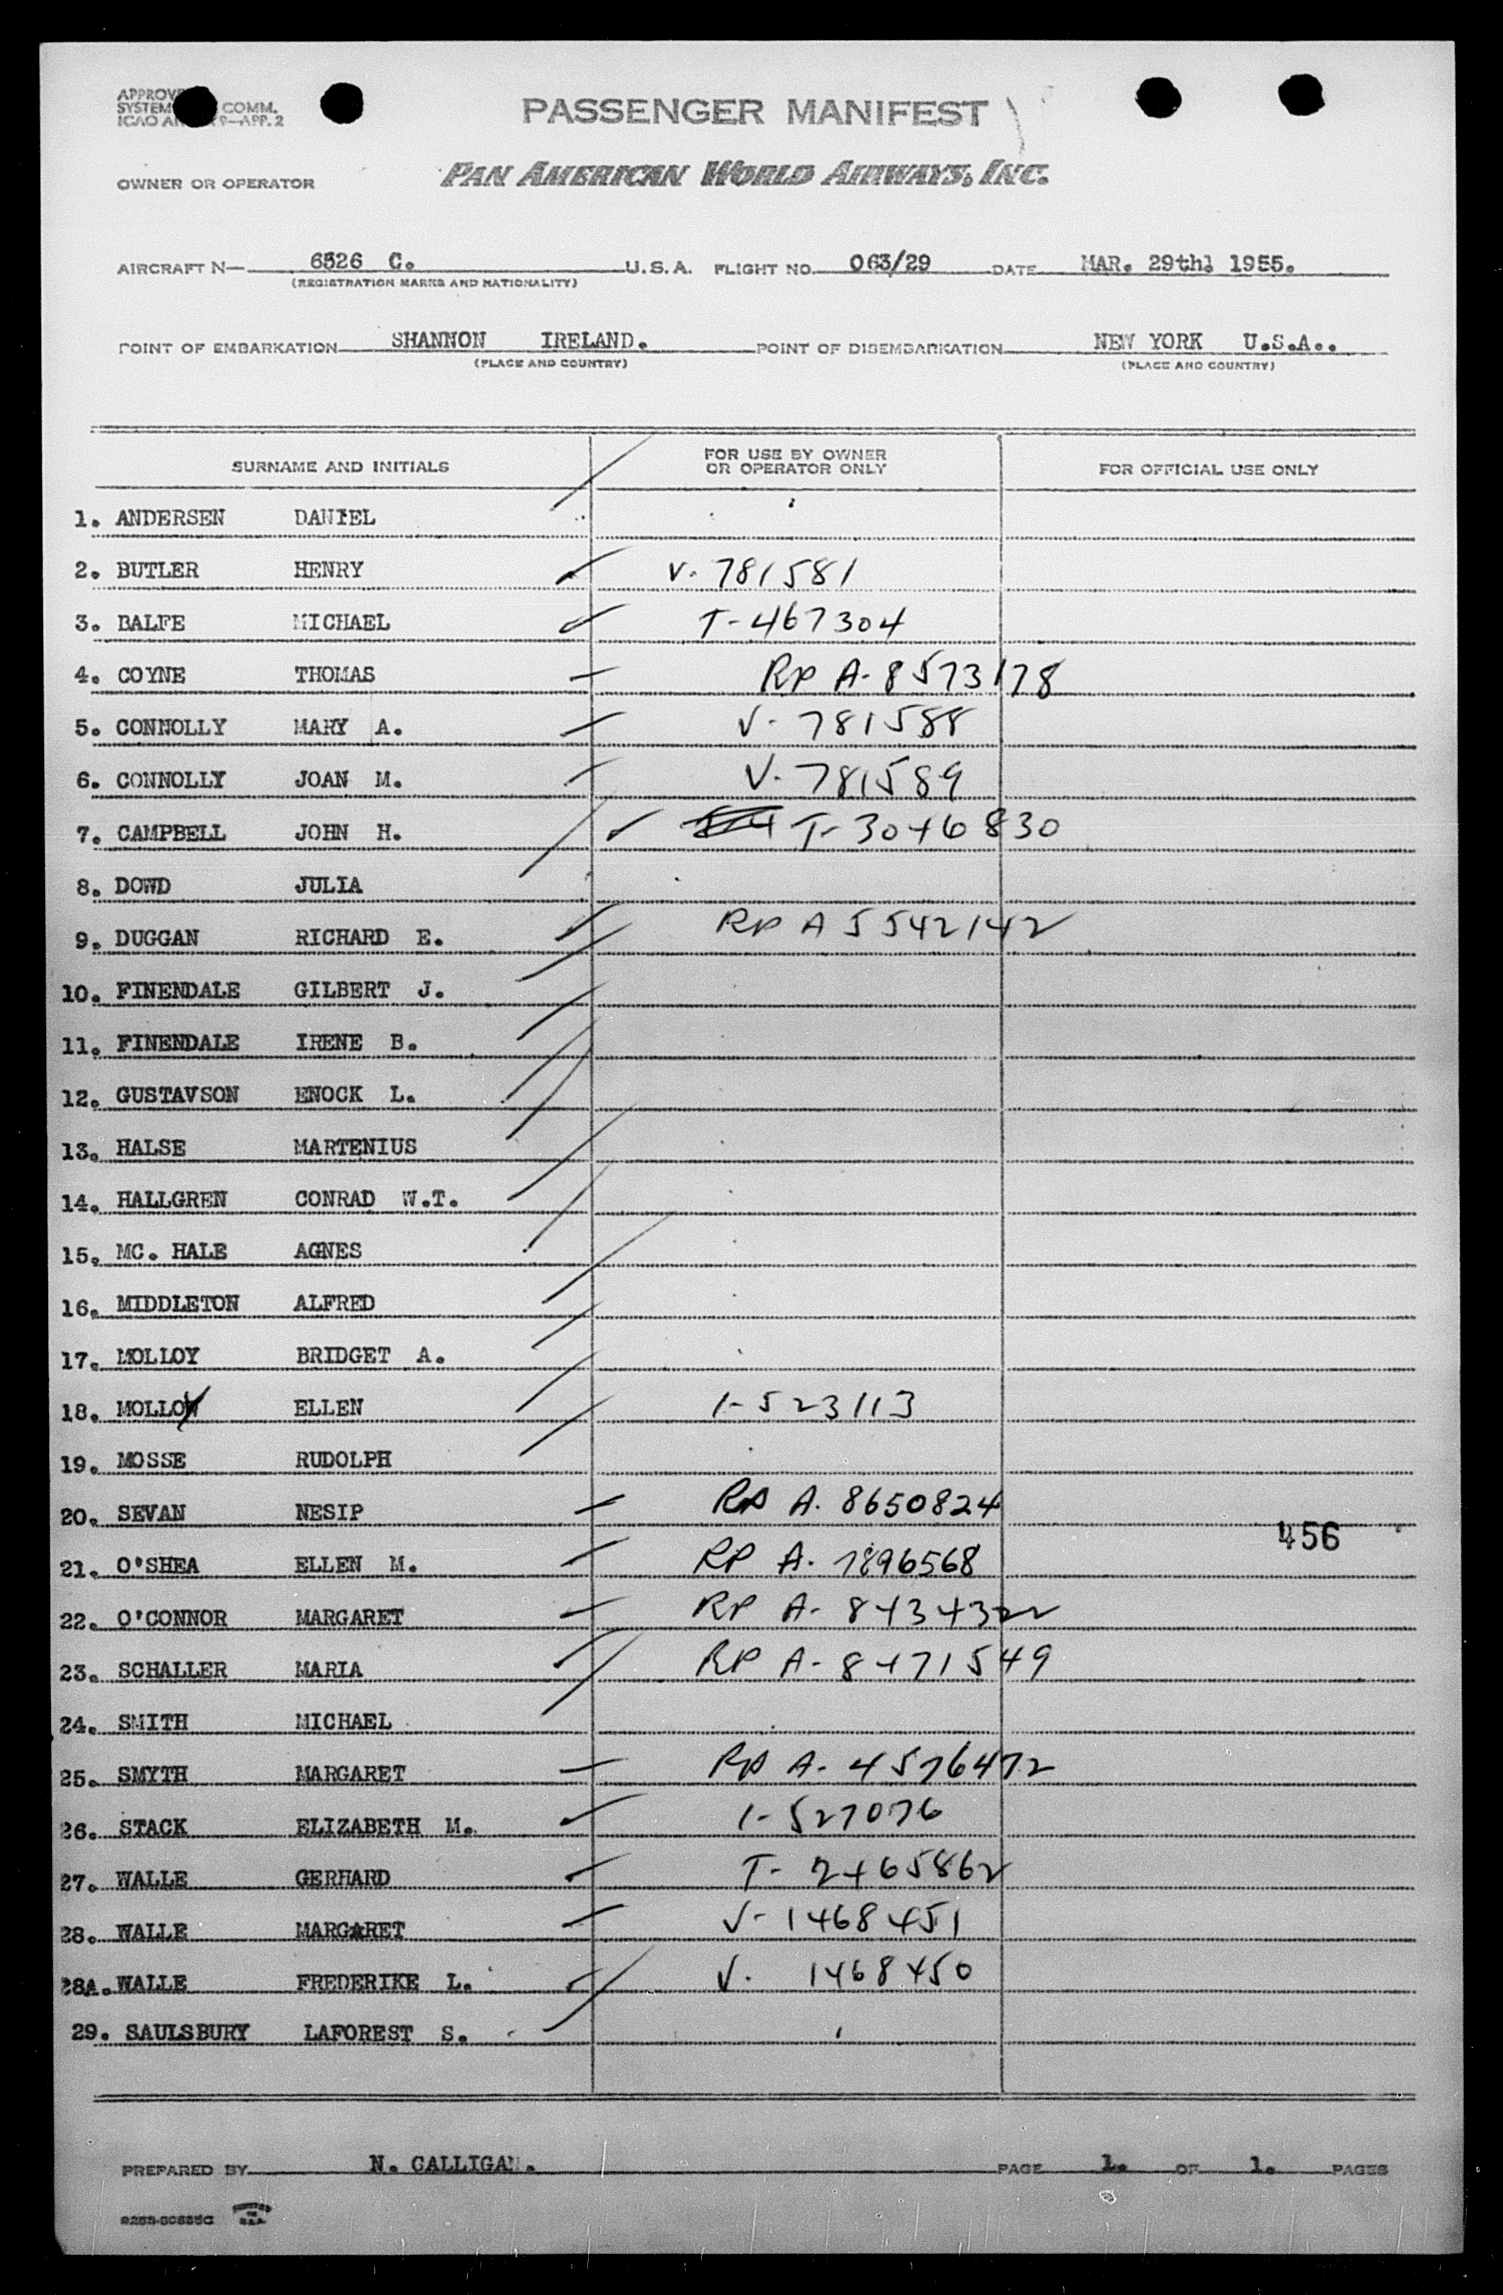 PASSENGER MANIFEST
PAN AMERICAN WORLD AIRWAYS, INC.
OWNER OR OPERATOR
AIRCRAFT N— 6526 C. U.S.A. FLIGHT NO. 063/29 DATE MAR. 29th. 1955.
(REGISTRATION MARKS AND NATIONALITY)
POINT OF EMBARKATION SHANNON IRELAND. POINT OF DISEMBARKATION NEW YORK U.S.A..
(PLACE AND COUNTRY) (PLACE AND COUNTRY)
SURNAME AND INITIALS FOR USE BY OWNER OR OPERATOR ONLY FOR OFFICIAL USE ONLY
1. ANDERSEN DANIEL
2. BUTLER HENRY V-781581
3. BALFE MICHAEL T-467304
4. COYNE THOMAS RP A-8573178
5. CONNOLLY MARY A. V-781588
6. CONNOLLY JOAN M. V-781589
7. CAMPBELL JOHN H. T-3046830
8. DOWD JULIA
9. DUGGAN RICHARD E. RP A 5542142
10. FINENDALE GILBERT J.
11. FINENDALE IRENE B.
12. GUSTAVSON ENOCK L.
13. HALSE MARTENIUS
14. HALLGREN CONRAD W.T.
15. MC. HALE AGNES
16. MIDDLETON ALFRED
17. MOLLOY BRIDGET A.
18. MOLLOY ELLEN 1-523113
19. MOSSE RUDOLPH
20. SEVAN NESIP RP A. 8650824
456
21. O'SHEA ELLEN M. RP A. 7896568
22. O'CONNOR MARGARET RP A- 8434322
23. SCHALLER MARIA RP A- 8471549
24. SMITH MICHAEL
25. SMYTH MARGARET RP A- 4576472
26. STACK ELIZABETH M. 1-527076
27. WALLE GERHARD T-2465862
28. WALLE MARGARET V-1468451
28A. WALLE FREDERIKE L. V. 1468450
29. SAULSBURY LAFOREST S.
PREPARED BY N. CALLIGAN. PAGE 1. OF 1. PAGES